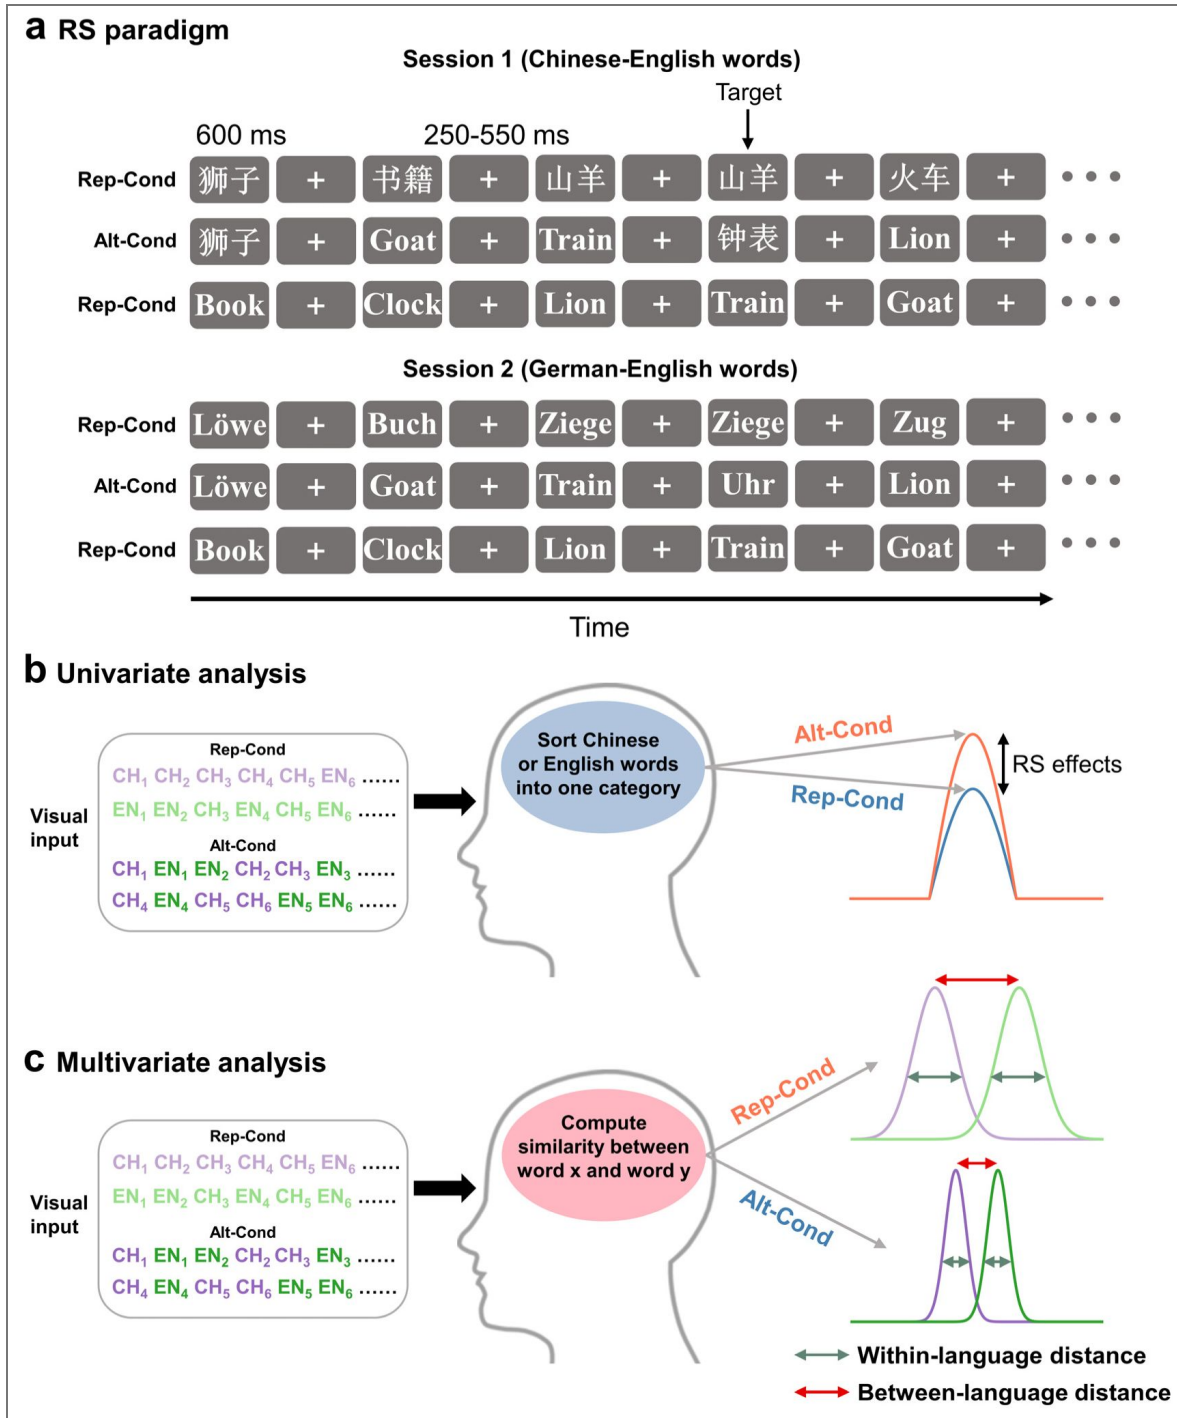 a RS paradigm
Session 1 (Chinese-English words)
Target
600 ms 250-550 ms
Rep-Cond 狮子 + 书籍 + 山羊 + 山羊 + 火车 + •••
Alt-Cond 狮子 + Goat + Train + 钟表 + Lion + •••
Rep-Cond Book + Clock + Lion + Train + Goat + •••
Session 2 (German-English words)
Rep-Cond Löwe + Buch + Ziege + Ziege + Zug + •••
Alt-Cond Löwe + Goat + Train + Uhr + Lion + •••
Rep-Cond Book + Clock + Lion + Train + Goat + •••
Time
b Univariate analysis
Visual
input
Rep-Cond
CH₁ CH₂ CH₃ CH₄ CH₅ EN₆ ......
EN₁ EN₂ CH₃ EN₄ CH₅ EN₆ ......
Alt-Cond
CH₁ EN₁ EN₂ CH₂ CH₃ EN₃ ......
CH₄ EN₄ CH₅ CH₆ EN₅ EN₆ ......
Sort Chinese
or English words
into one category
Alt-Cond
Rep-Cond
RS effects
c Multivariate analysis
Visual
input
Rep-Cond
CH₁ CH₂ CH₃ CH₄ CH₅ EN₆ ......
EN₁ EN₂ CH₃ EN₄ CH₅ EN₆ ......
Alt-Cond
CH₁ EN₁ EN₂ CH₂ CH₃ EN₃ ......
CH₄ EN₄ CH₅ CH₆ EN₅ EN₆ ......
Compute
similarity between
word x and word y
Rep-Cond
Alt-Cond
Within-language distance
Between-language distance